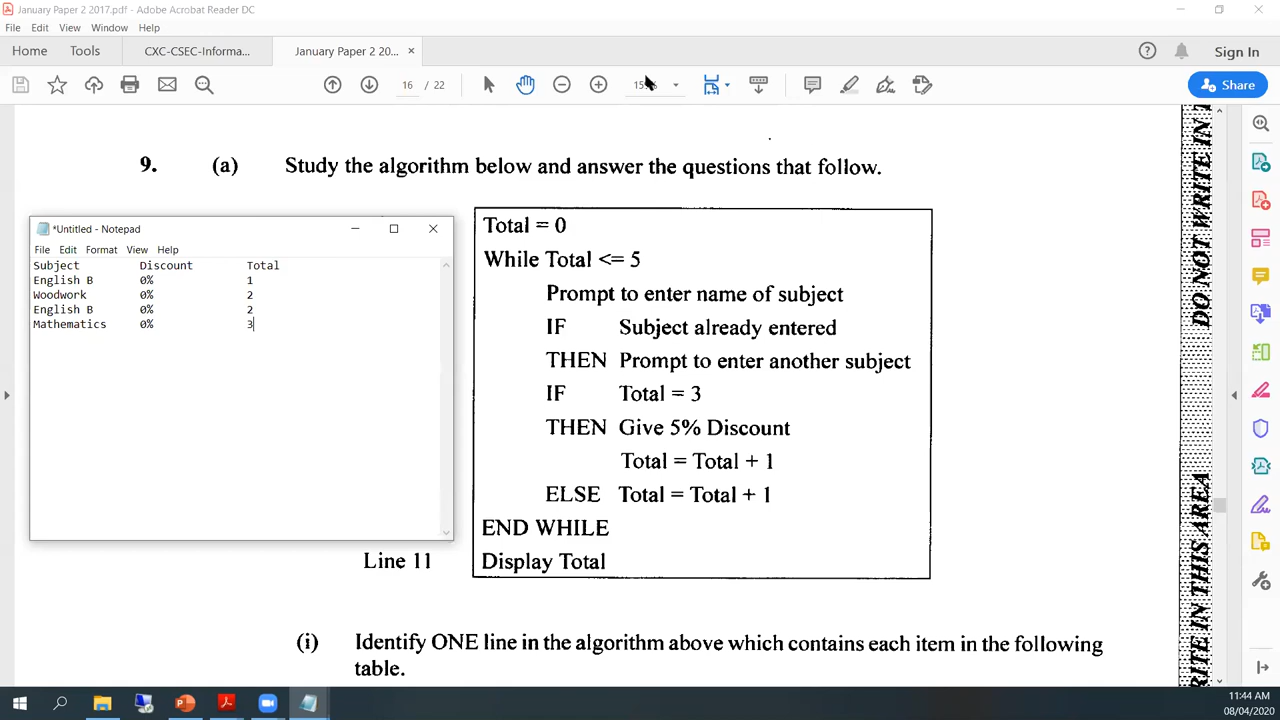 January Paper 2 2017.pdf - Adobe Acrobat Reader DC
File Edit View Window Help
Home Tools CXC-CSEC-Informa... January Paper 2 20... × Sign In
16 / 22 Share
9. (a) Study the algorithm below and answer the questions that follow.
*Untitled - Notepad
File Edit Format View Help
Subject Discount Total
English B 0% 1
Woodwork 0% 2
English B 0% 2
Mathematics 0% 3
Total = 0
While Total <= 5
Prompt to enter name of subject
IF Subject already entered
THEN Prompt to enter another subject
IF Total = 3
THEN Give 5% Discount
Total = Total + 1
ELSE Total = Total + 1
END WHILE
Line 11 Display Total
(i) Identify ONE line in the algorithm above which contains each item in the following
table.
DO NOT WRITE IN
WRITE IN THIS AREA
11:44 AM
08/04/2020